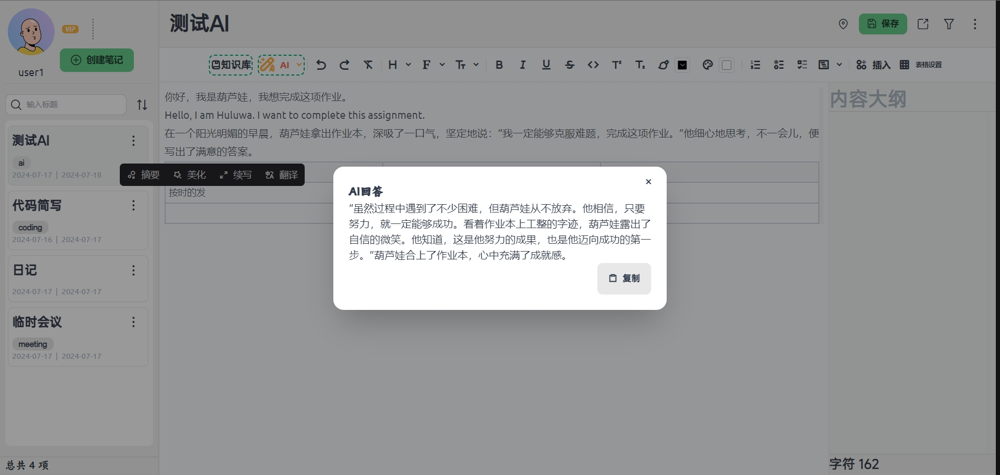 VIP
创建笔记
user1
输入标题
测试AI
ai
2024-07-17 | 2024-07-18
代码简写
coding
2024-07-16 | 2024-07-17
日记
2024-07-17 | 2024-07-17
临时会议
meeting
2024-07-17 | 2024-07-17
总共 4 项
测试AI
保存
知识库 AI 插入 表格设置
你好，我是葫芦娃，我想完成这项作业。
Hello, I am Huluwa. I want to complete this assignment.
在一个阳光明媚的早晨，葫芦娃拿出作业本，深吸了一口气，坚定地说：“我一定能够克服难题，完成这项作业。”他细心地思考，不一会儿，便
写出了满意的答案。
摘要 美化 续写 翻译
按时的发
AI回答
“虽然过程中遇到了不少困难，但葫芦娃从不放弃。他相信，只要
努力，就一定能够成功。看着作业本上工整的字迹，葫芦娃露出了
自信的微笑。他知道，这是他努力的成果，也是他迈向成功的第一
步。”葫芦娃合上了作业本，心中充满了成就感。
复制
内容大纲
字符 162